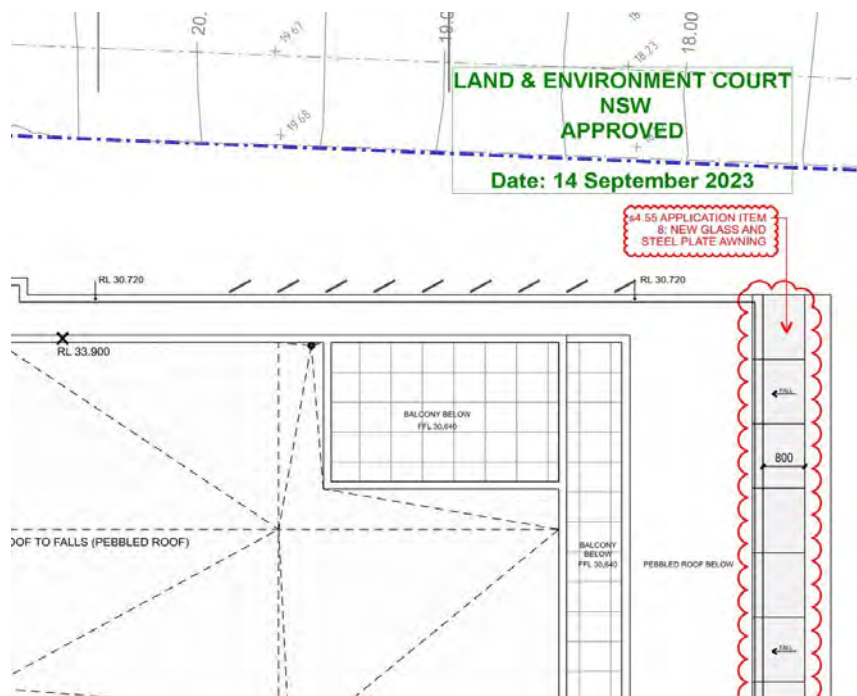 20.
19.67
19.0
18.23
18.00
19.68
LAND & ENVIRONMENT COURT
NSW
APPROVED
Date: 14 September 2023
s4.55 APPLICATION ITEM
8: NEW GLASS AND
STEEL PLATE AWNING
RL 30.720
RL 30.720
RL 33.900
BALCONY BELOW
FFL 30,640
FALL
800
OOF TO FALLS (PEBBLED ROOF)
BALCONY
BELOW
FFL 30,640
PEBBLED ROOF BELOW
FALL